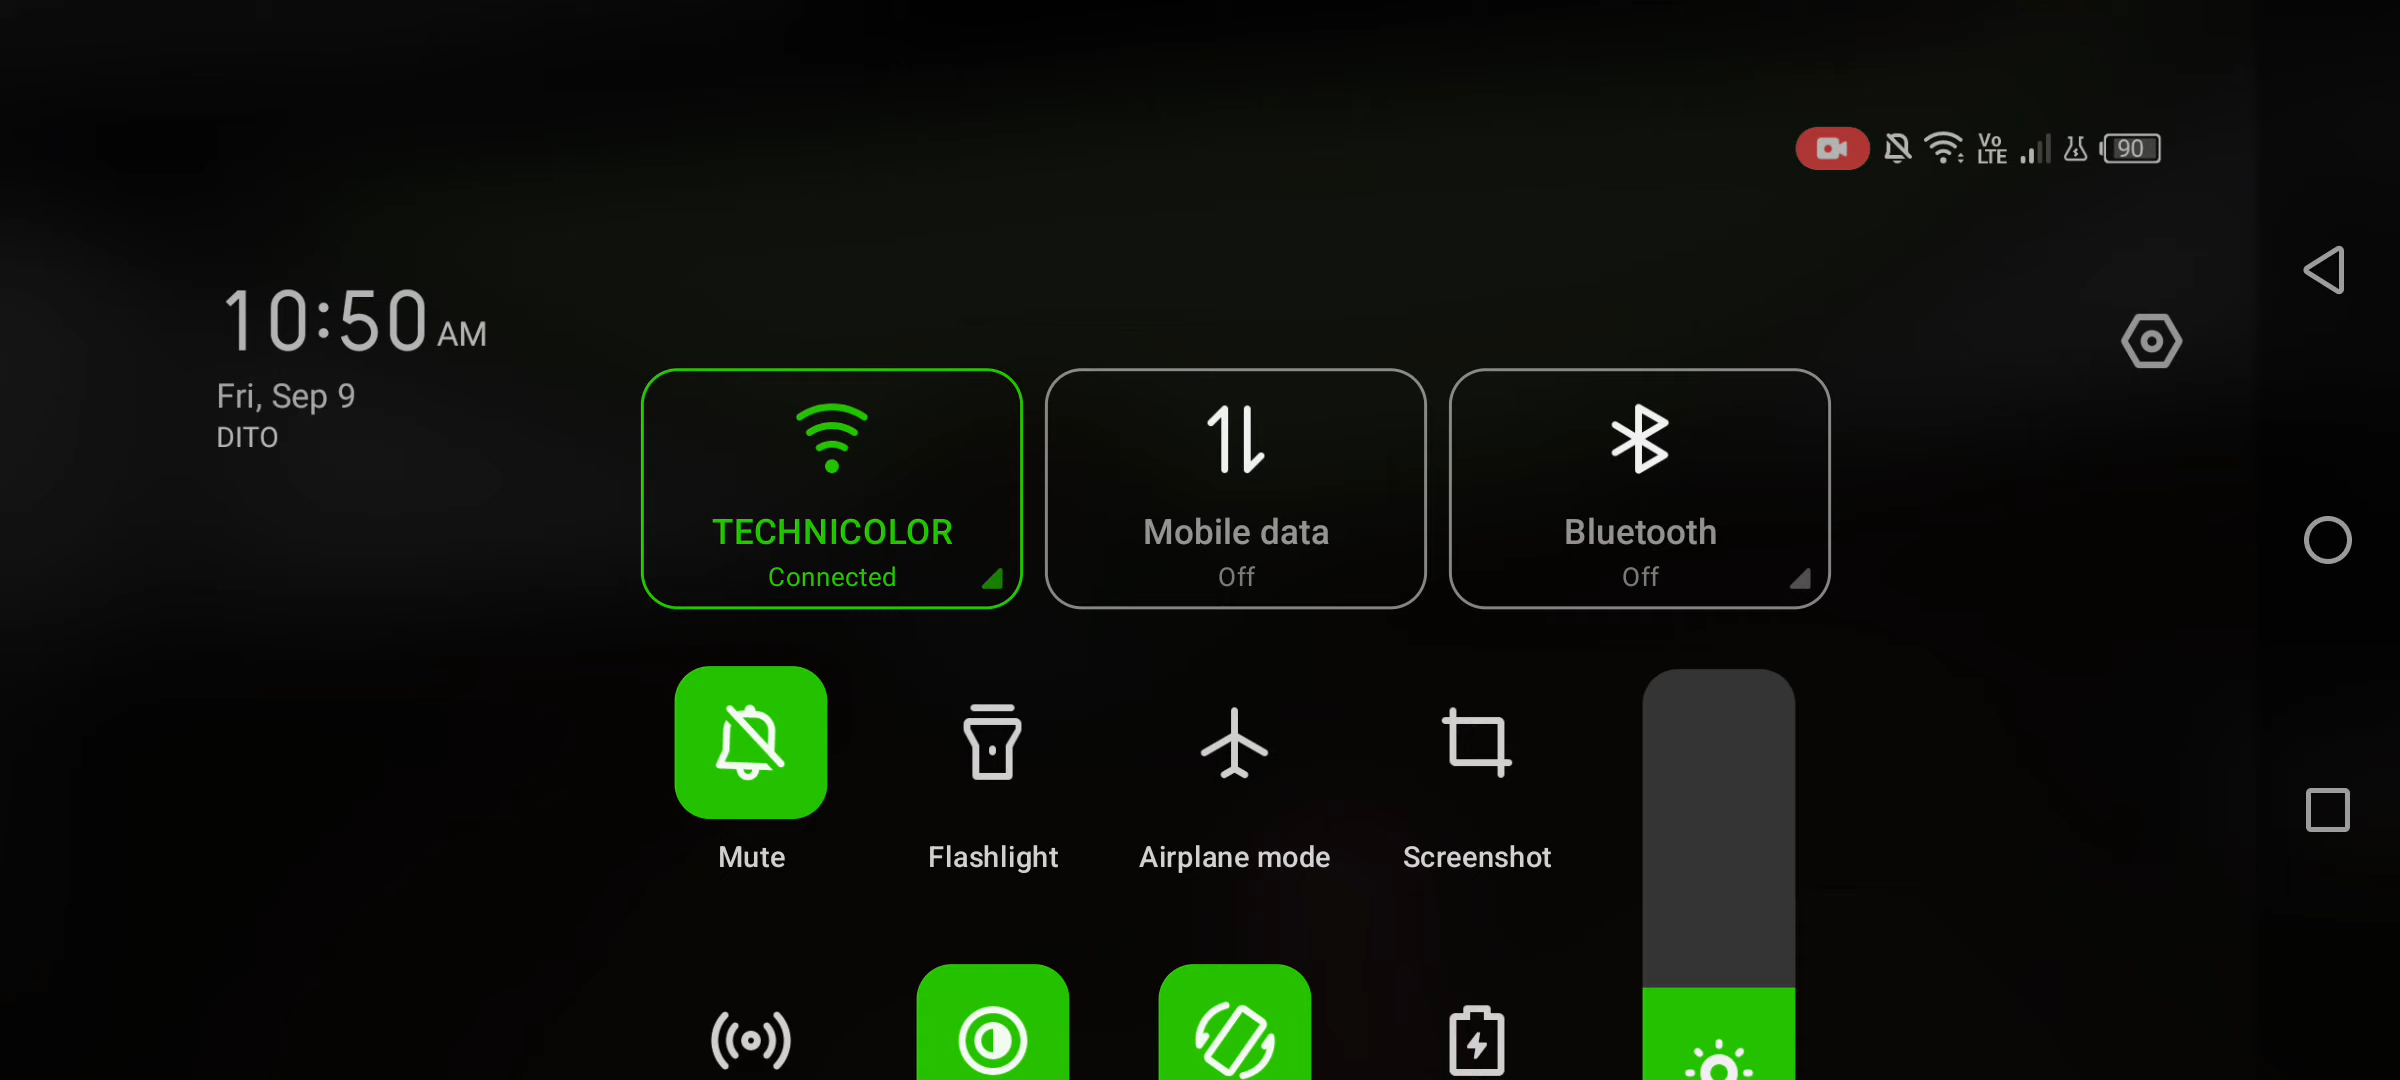 Vo
LTE
90
10:50 AM
Fri, Sep 9
DITO
TECHNICOLOR
Connected
Mobile data
Off
Bluetooth
Off
Mute
Flashlight
Airplane mode
Screenshot